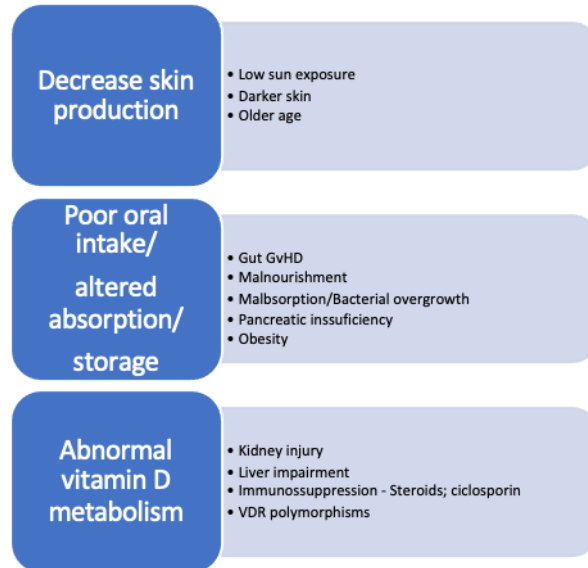 Decrease skin
production
• Low sun exposure
• Darker skin
• Older age
Poor oral
intake/
altered
absorption/
storage
• Gut GvHD
• Malnourishment
• Malbsorption/Bacterial overgrowth
• Pancreatic inssuficiency
• Obesity
Abnormal
vitamin D
metabolism
• Kidney injury
• Liver impairment
• Immunossuppression - Steroids; ciclosporin
• VDR polymorphisms